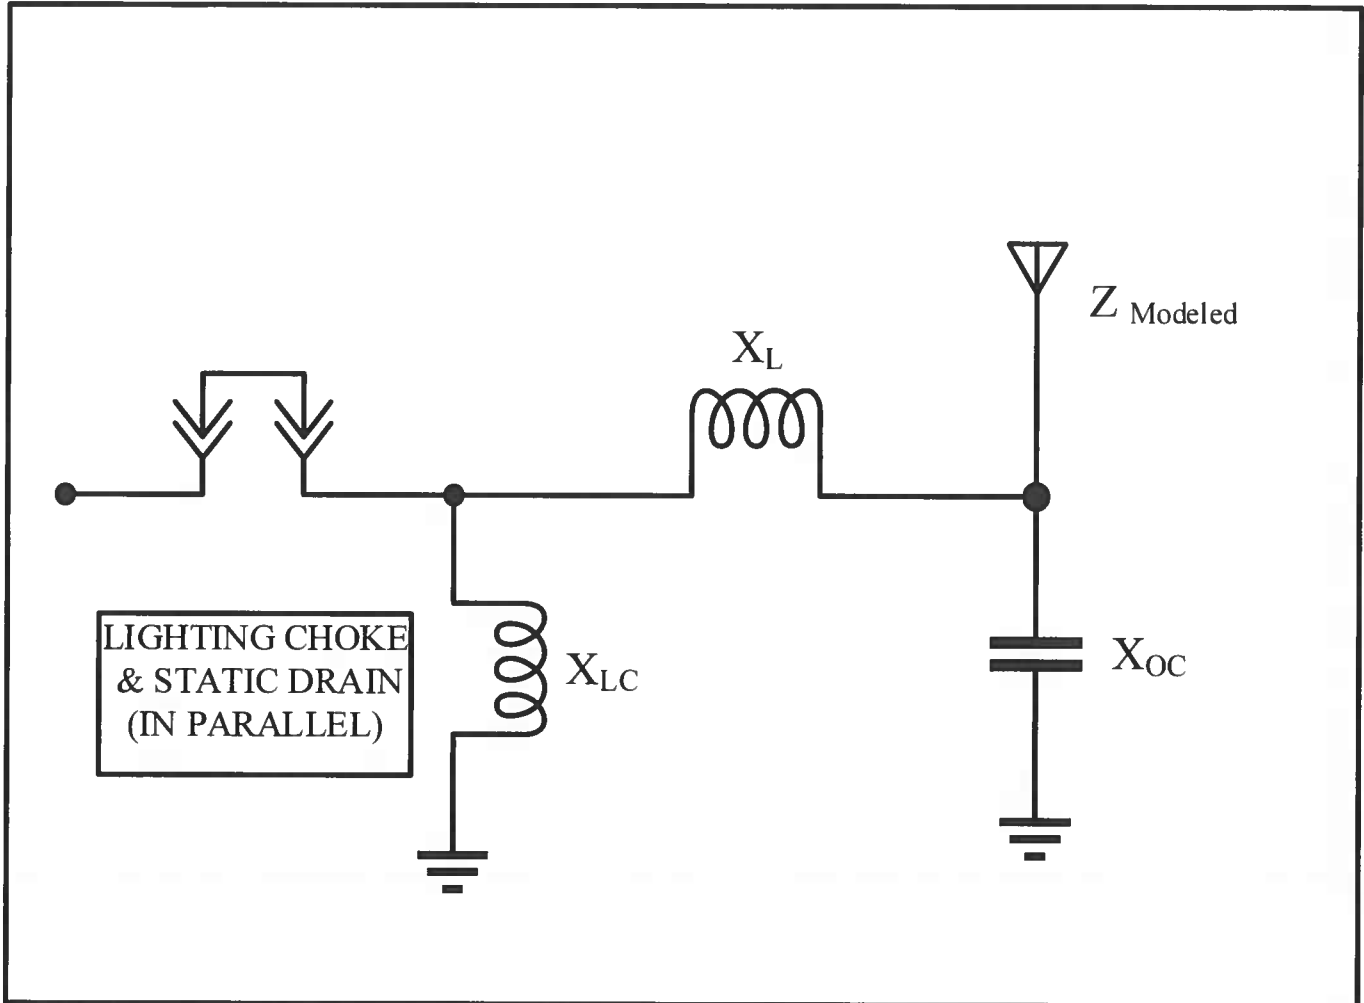 Z Modeled
XL
LIGHTING CHOKE
& STATIC DRAIN
(IN PARALLEL)
XLC
XOC